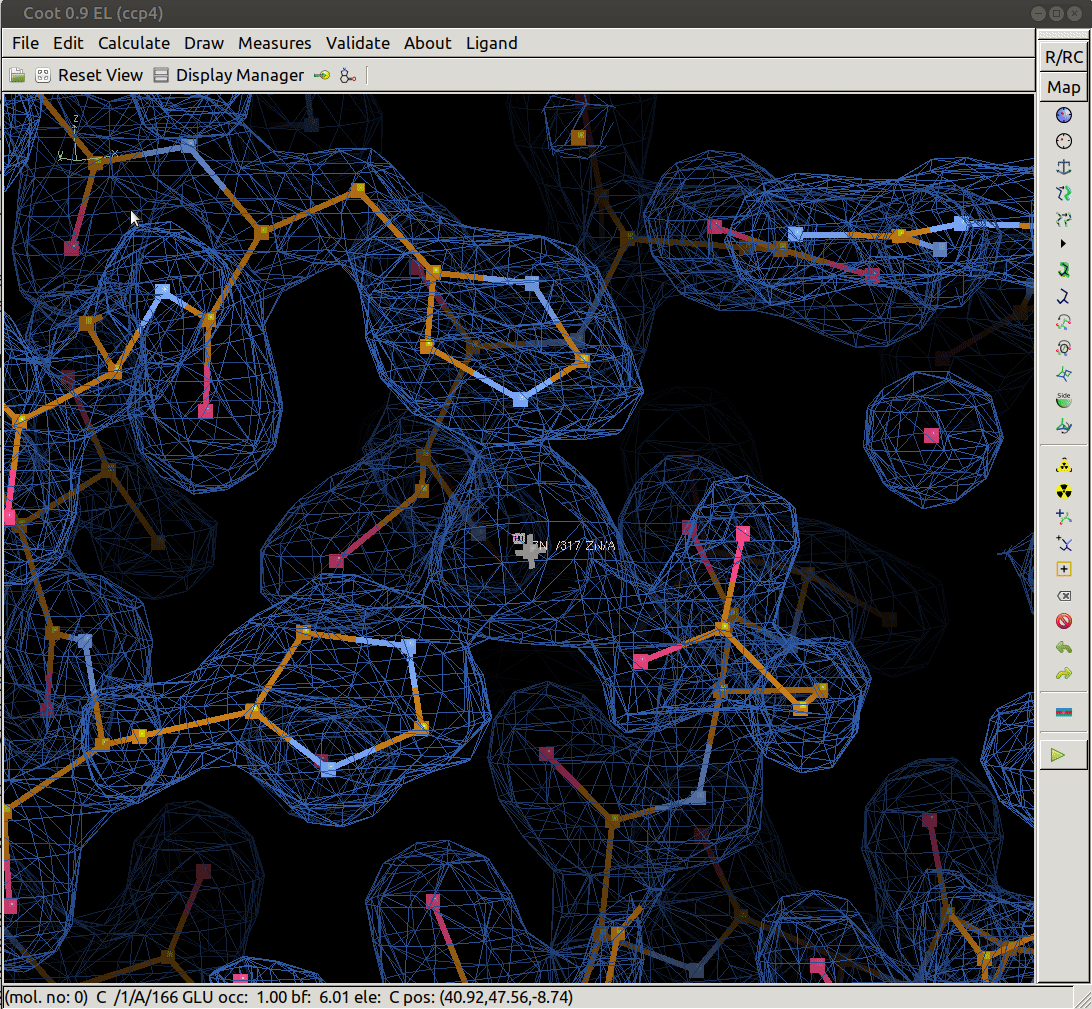 Coot 0.9 EL (ccp4)
File Edit Calculate Draw Measures Validate About Ligand
R/RC
Reset View Display Manager
Map
z
y
x
Side
ZN /317 ZN/A
(mol. no: 0) C /1/A/166 GLU occ: 1.00 bf: 6.01 ele: C pos: (40.92,47.56,-8.74)